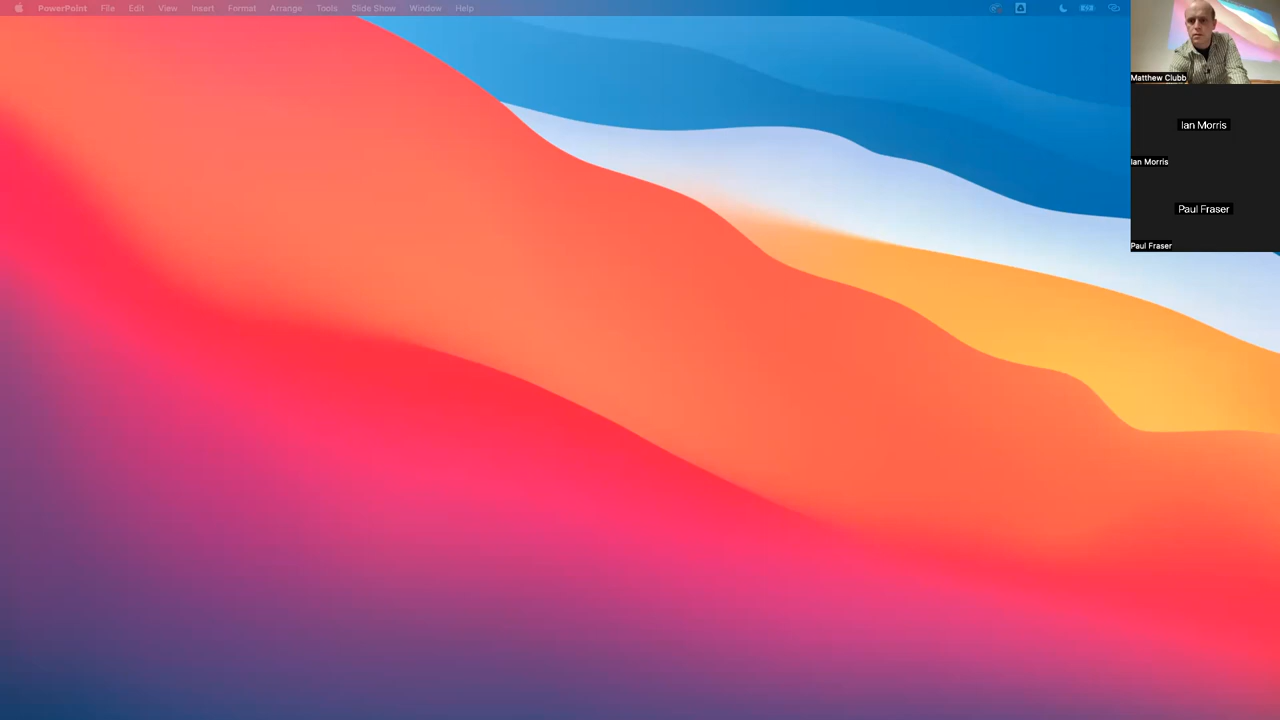 PowerPoint File Edit View Insert Format Arrange Tools Slide Show Window Help
Matthew Clubb
Ian Morris
Ian Morris
Paul Fraser
Paul Fraser